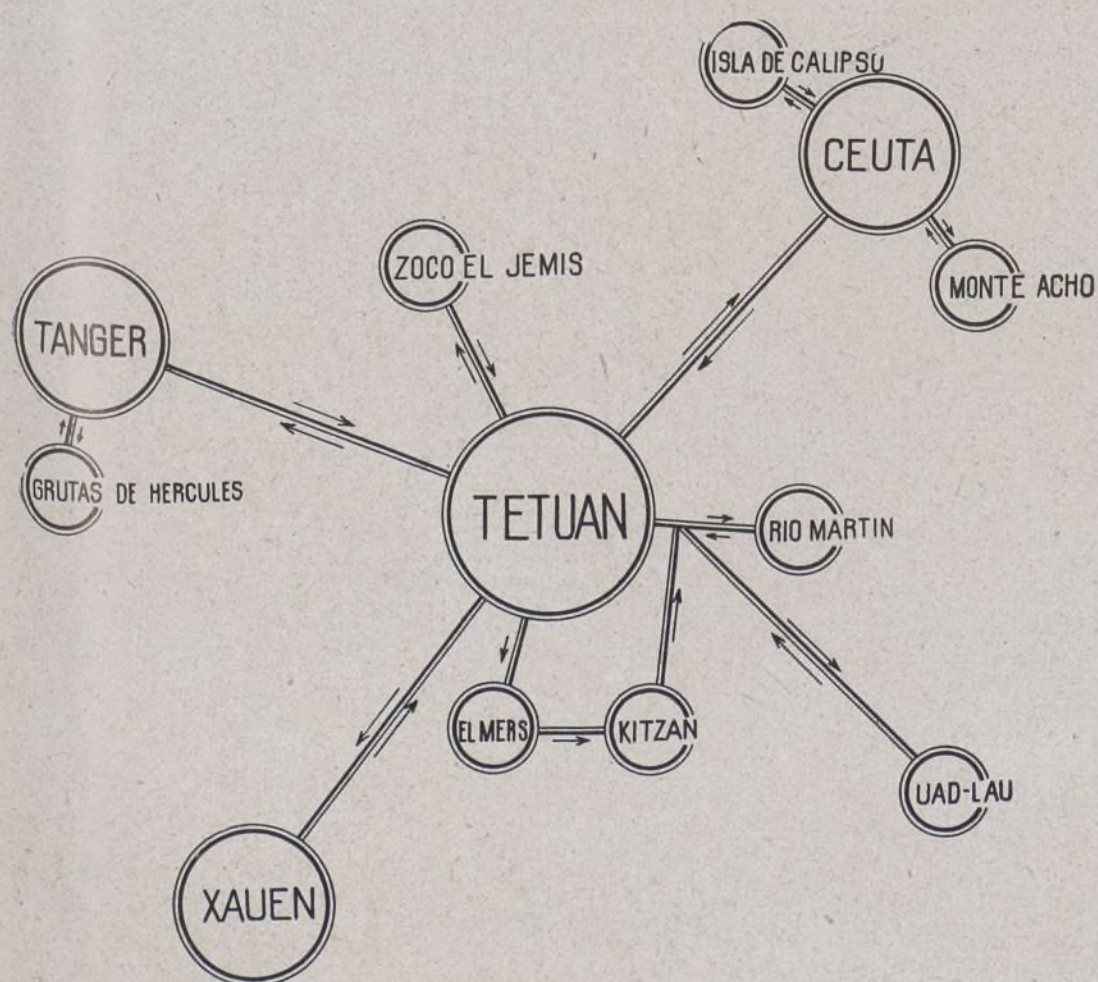 ISLA DE CALIPSO
CEUTA
ZOCO EL JEMIS
MONTE ACHO
TANGER
GRUTAS DE HERCULES
TETUAN
RIO MARTIN
EL MERS
KITZAN
UAD-LAU
XAUEN